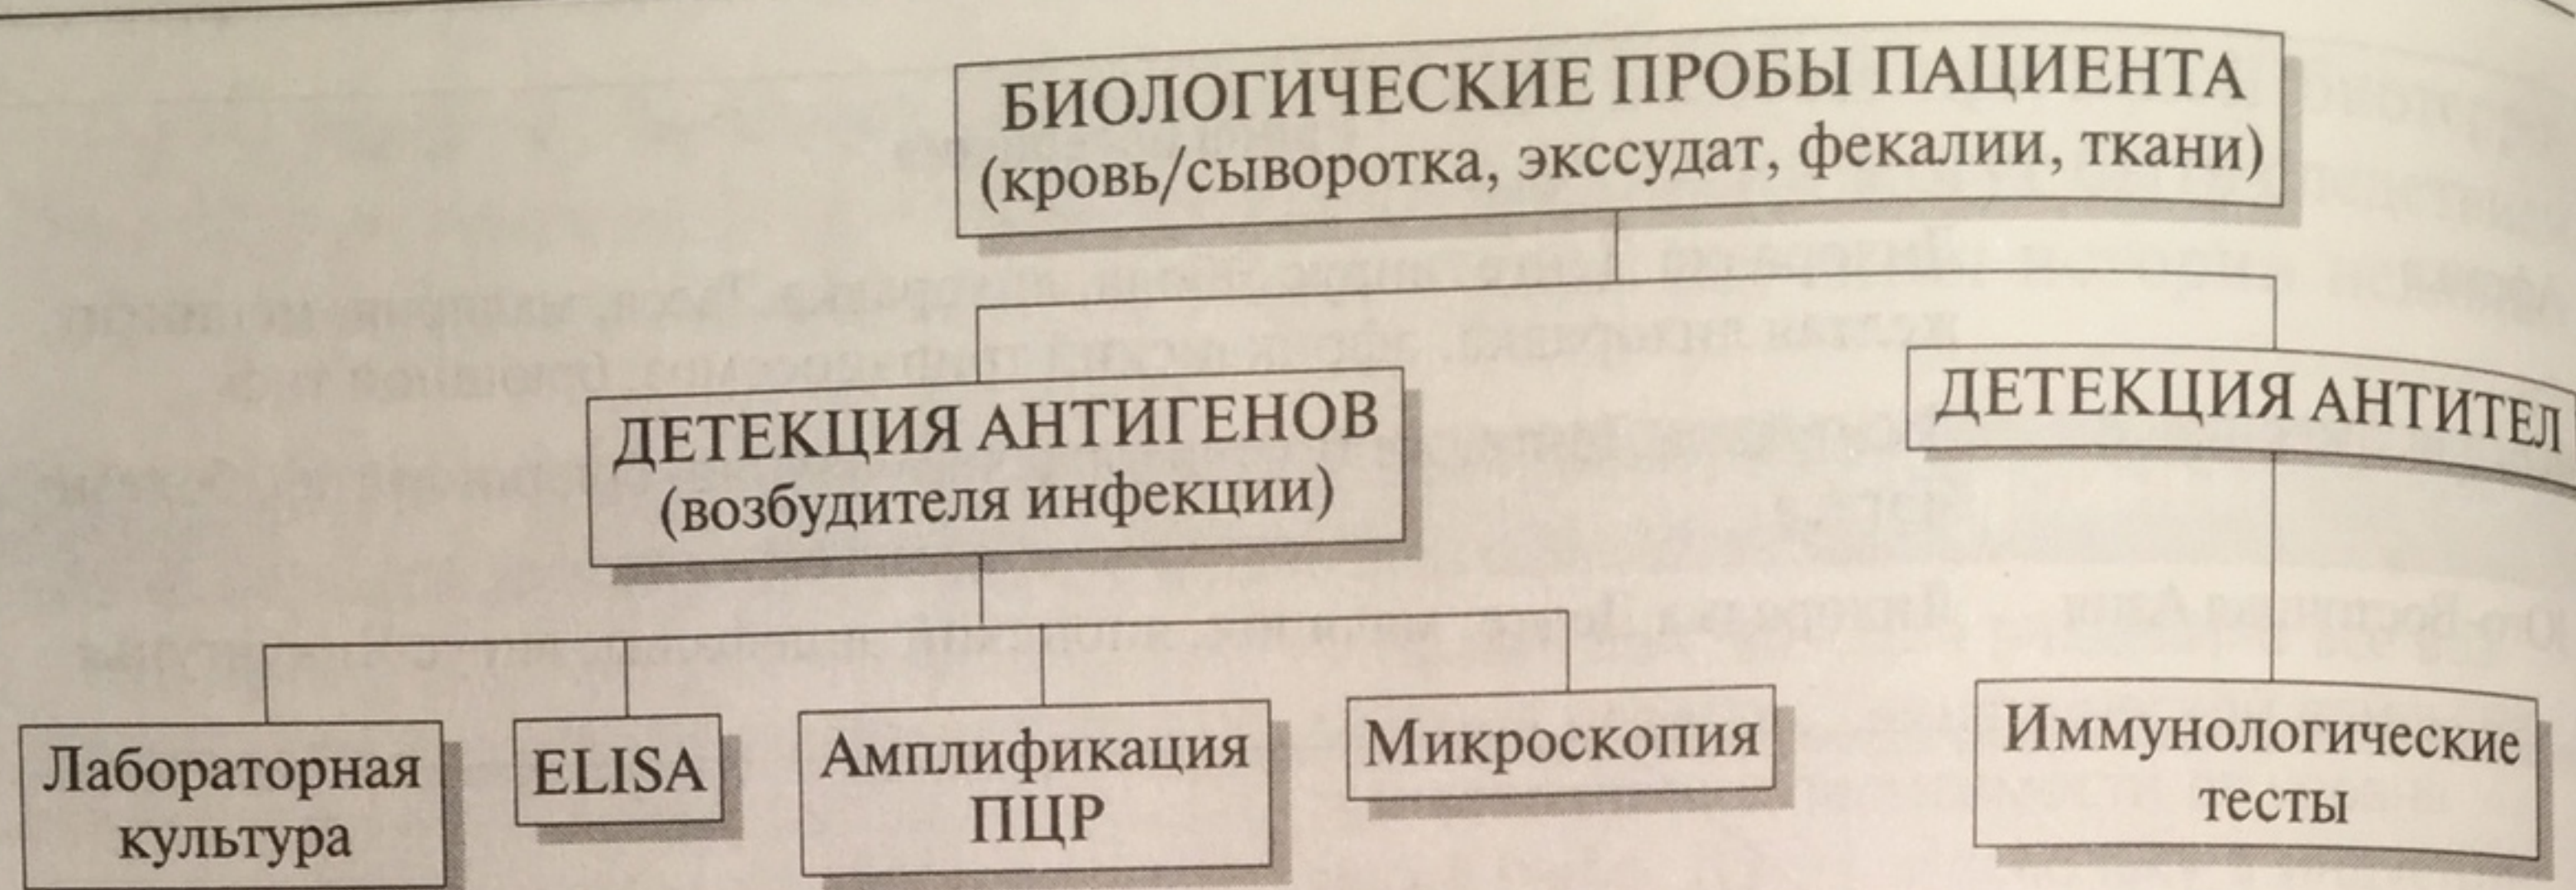 БИОЛОГИЧЕСКИЕ ПРОБЫ ПАЦИЕНТА
(кровь/сыворотка, экссудат, фекалии, ткани)
ДЕТЕКЦИЯ АНТИГЕНОВ
(возбудителя инфекции)
ДЕТЕКЦИЯ АНТИТЕЛ
Лабораторная
культура
ELISA
Амплификация
ПЦР
Микроскопия
Иммунологические
тесты